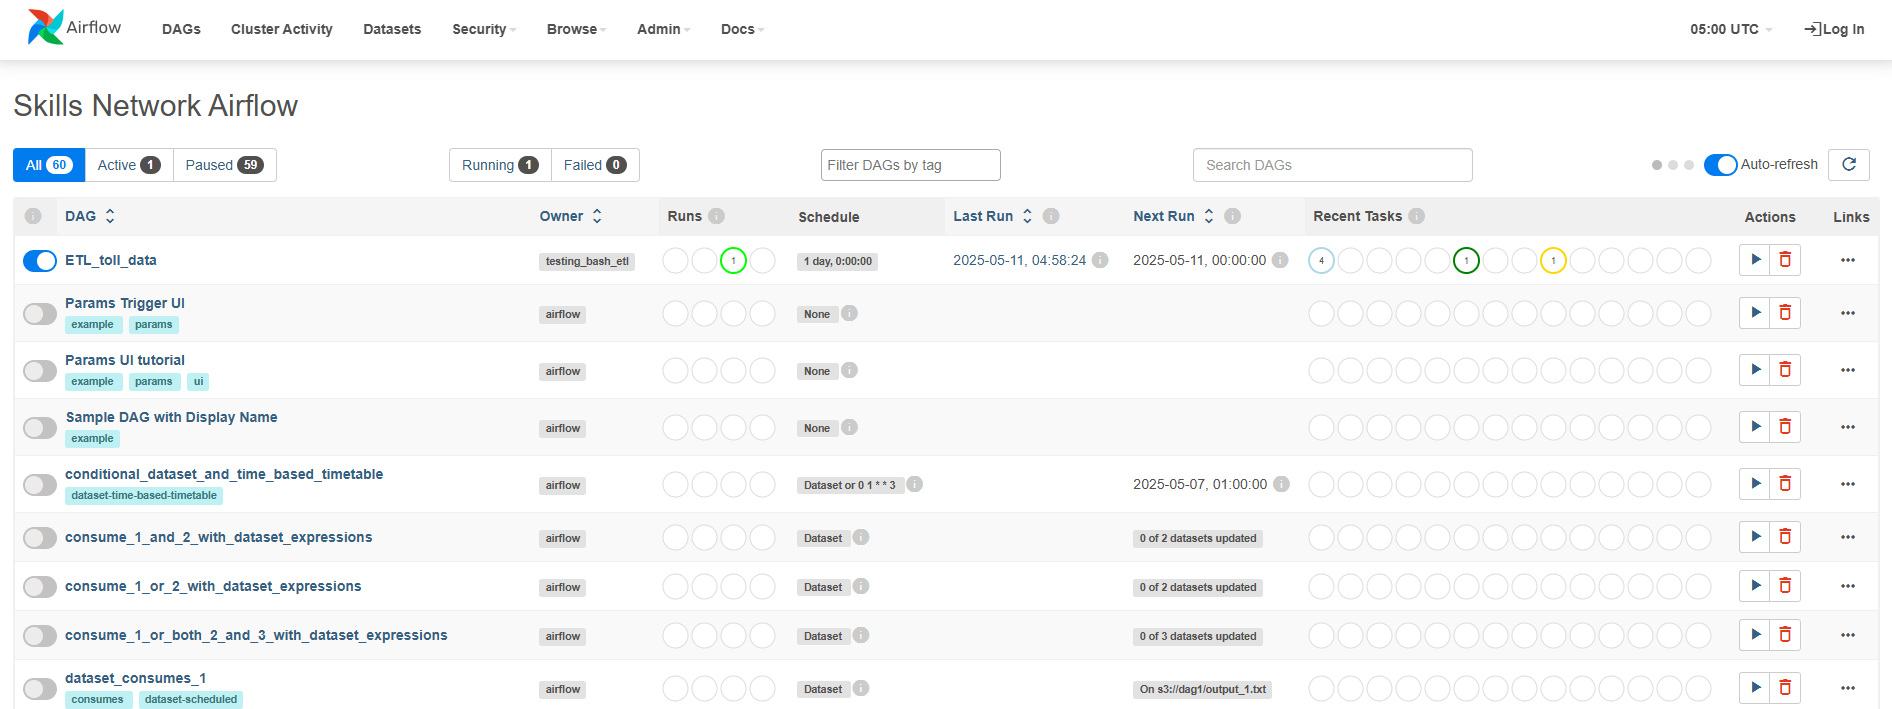 Airflow DAGs Cluster Activity Datasets Security Browse Admin Docs 05:00 UTC Log In
Skills Network Airflow
All 60 Active 1 Paused 59 Running 1 Failed 0 Filter DAGs by tag Search DAGs Auto-refresh
DAG Owner Runs Schedule Last Run Next Run Recent Tasks Actions Links
ETL_toll_data testing_bash_etl 1 1 day, 0:00:00 2025-05-11, 04:58:24 2025-05-11, 00:00:00 4 1 1
Params Trigger UI
example params airflow None
Params UI tutorial
example params ui airflow None
Sample DAG with Display Name
example airflow None
conditional_dataset_and_time_based_timetable
dataset-time-based-timetable airflow Dataset or 0 1 * * 3 2025-05-07, 01:00:00
consume_1_and_2_with_dataset_expressions airflow Dataset 0 of 2 datasets updated
consume_1_or_2_with_dataset_expressions airflow Dataset 0 of 2 datasets updated
consume_1_or_both_2_and_3_with_dataset_expressions airflow Dataset 0 of 3 datasets updated
dataset_consumes_1
consumes dataset-scheduled airflow Dataset On s3://dag1/output_1.txt